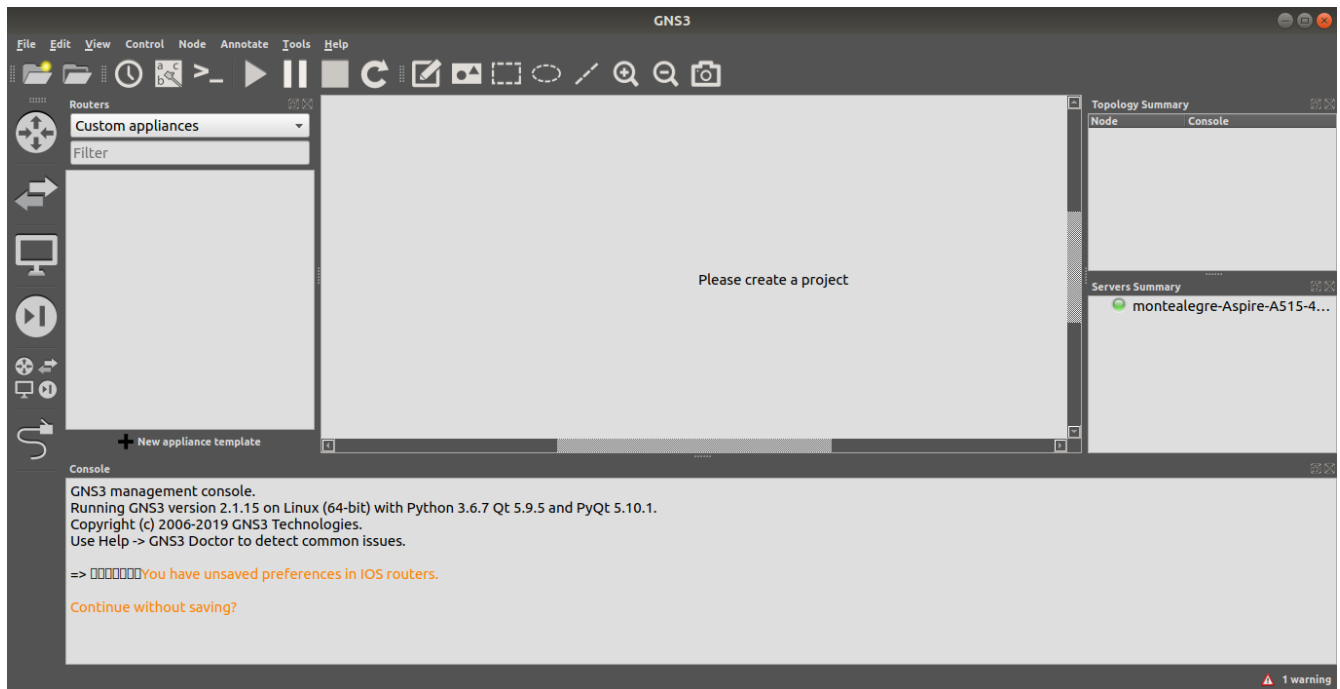 GNS3
File Edit View Control Node Annotate Tools Help
Routers
Custom appliances
Filter
New appliance template
Please create a project
Topology Summary
Node Console
Servers Summary
montealegre-Aspire-A515-4...
Console
GNS3 management console.
Running GNS3 version 2.1.15 on Linux (64-bit) with Python 3.6.7 Qt 5.9.5 and PyQt 5.10.1.
Copyright (c) 2006-2019 GNS3 Technologies.
Use Help -> GNS3 Doctor to detect common issues.
=> You have unsaved preferences in IOS routers.
Continue without saving?
1 warning